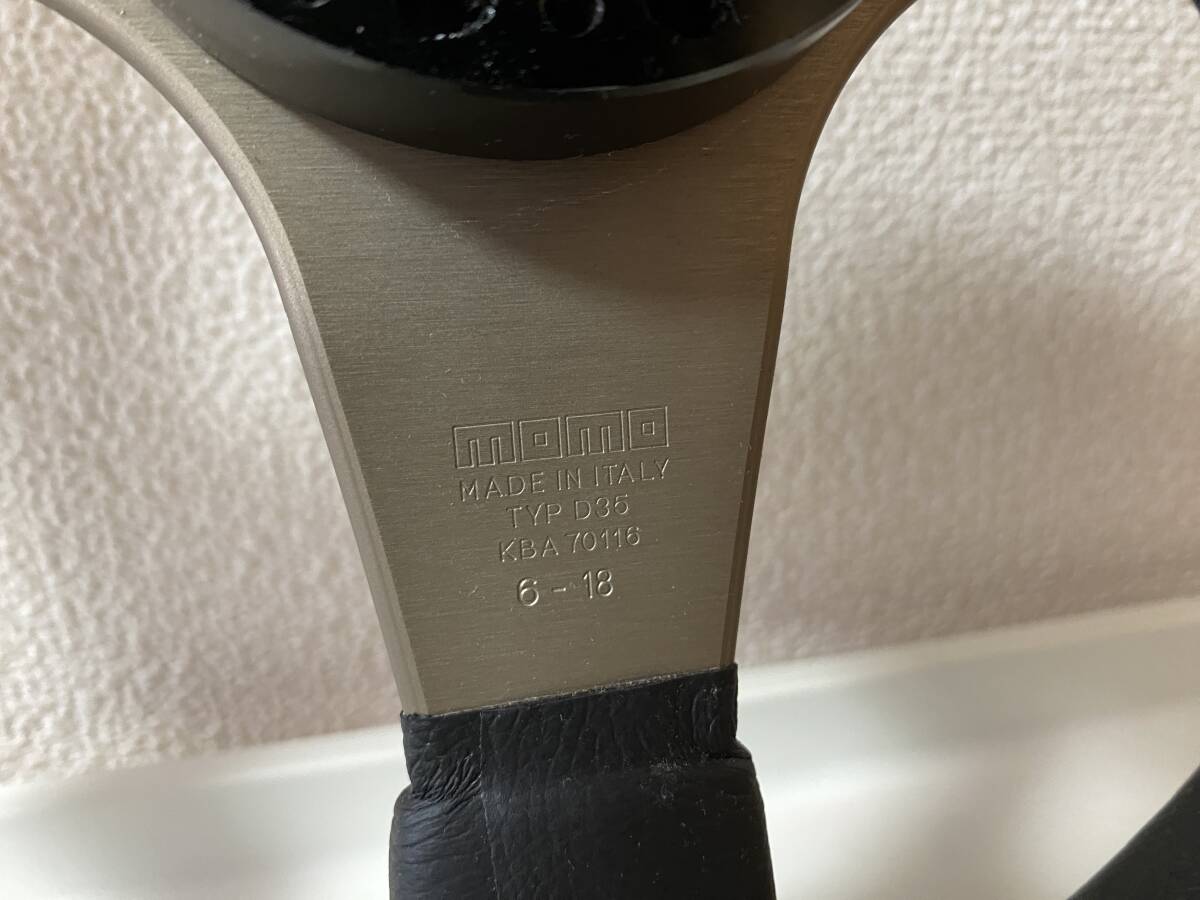 momo
MADE IN ITALY
TYP D35
KBA 70116
6 - 18